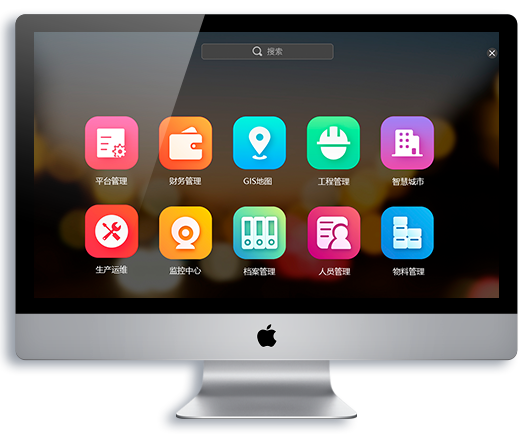 搜索
平台管理
财务管理
GIS地图
工程管理
智慧城市
生产运维
监控中心
档案管理
人员管理
物料管理